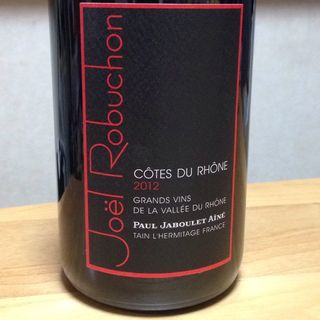 Joël Robuchon
CÔTES DU RHÔNE
2012
GRANDS VINS
DE LA VALLÉE DU RHÔNE
PAUL JABOULET AÎNÉ
TAIN L'HERMITAGE FRANCE